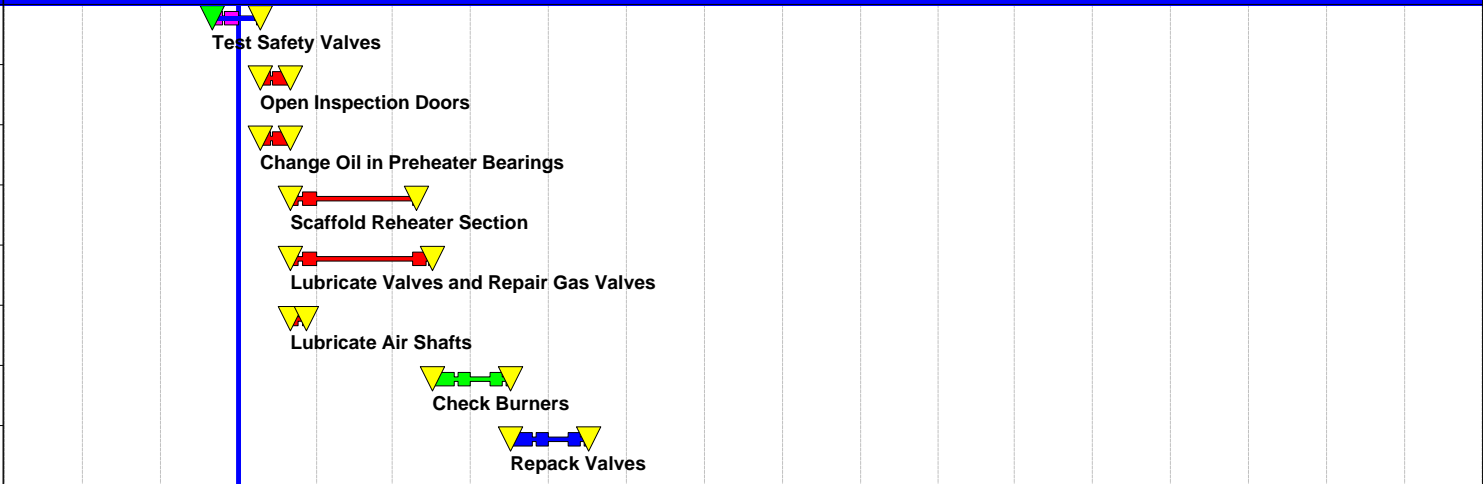 Test Safety Valves
Open Inspection Doors
Change Oil in Preheater Bearings
Scaffold Reheater Section
Lubricate Valves and Repair Gas Valves
Lubricate Air Shafts
Check Burners
Repack Valves